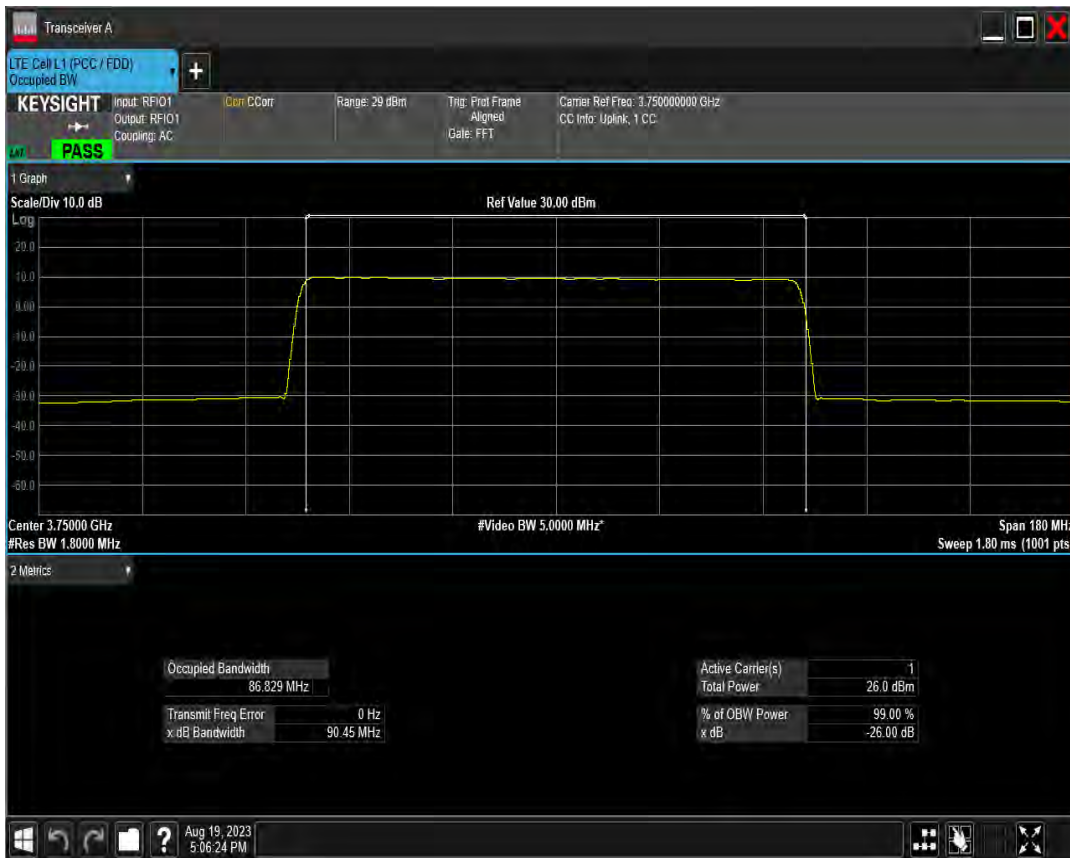 Transceiver A
LTE Cell L1 (PCC / FDD)
Occupied BW
+
KEYSIGHT
PASS
Input: RFIO1
Output: RFIO1
Coupling: AC
Corr CCorr
Range: 29 dBm
Trig: Prot Frame
Aligned
Gate: FFT
Carrier Ref Freq: 3.750000000 GHz
CC Info: Uplink, 1 CC
1 Graph
Scale/Div 10.0 dB
Ref Value 30.00 dBm
Log
20.0
10.0
0.00
-10.0
-20.0
-30.0
-40.0
-50.0
-60.0
Center 3.75000 GHz
#Video BW 5.0000 MHz*
Span 180 MHz
#Res BW 1.8000 MHz
Sweep 1.80 ms (1001 pts
2 Metrics
Occupied Bandwidth
86.829 MHz
Transmit Freq Error 0 Hz
x dB Bandwidth 90.45 MHz
Active Carrier(s) 1
Total Power 26.0 dBm
% of OBW Power 99.00 %
x dB -26.00 dB
?
Aug 19, 2023
5:06:24 PM